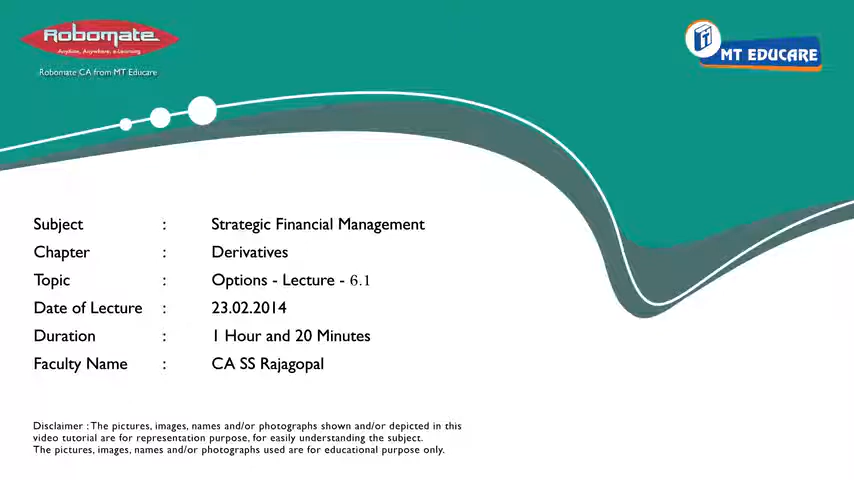 Robomate
Anytime, Anywhere, e-Learning
Robomate CA from MT Educare
MT EDUCARE
Subject : Strategic Financial Management
Chapter : Derivatives
Topic : Options - Lecture - 6.1
Date of Lecture : 23.02.2014
Duration : 1 Hour and 20 Minutes
Faculty Name : CA SS Rajagopal
Disclaimer : The pictures, images, names and/or photographs shown and/or depicted in this
video tutorial are for representation purpose, for easily understanding the subject.
The pictures, images, names and/or photographs used are for educational purpose only.